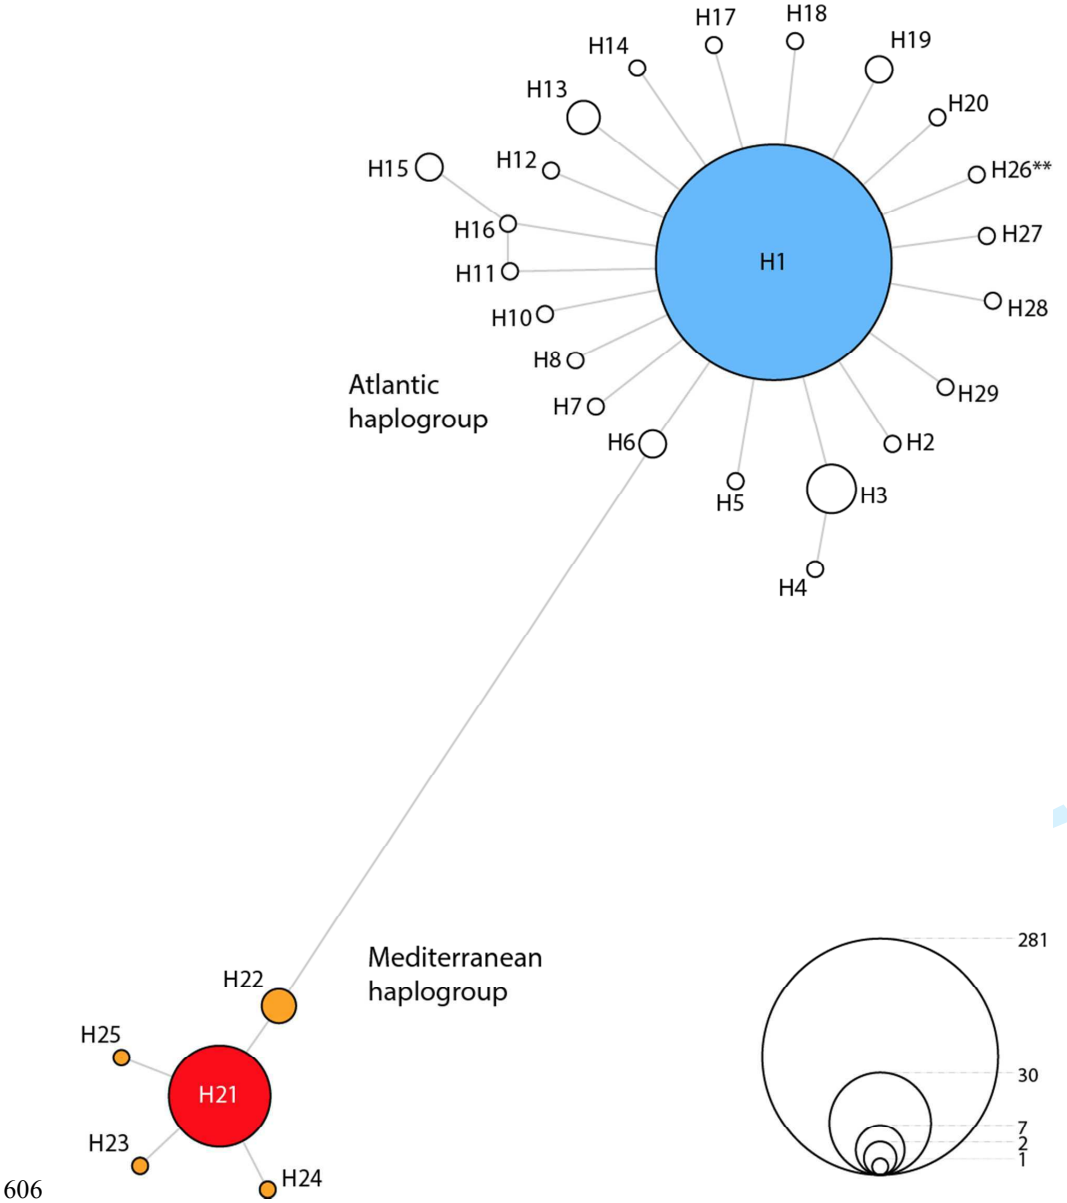 H17
H18
H14
H19
H13
H20
H12
H15
H26**
H16
H27
H1
H11
H10
H28
H8
Atlantic
haplogroup
H29
H7
H6
H2
H5
H3
H4
281
Mediterranean
haplogroup
H22
H25
30
H21
7
H23
2
1
H24
606